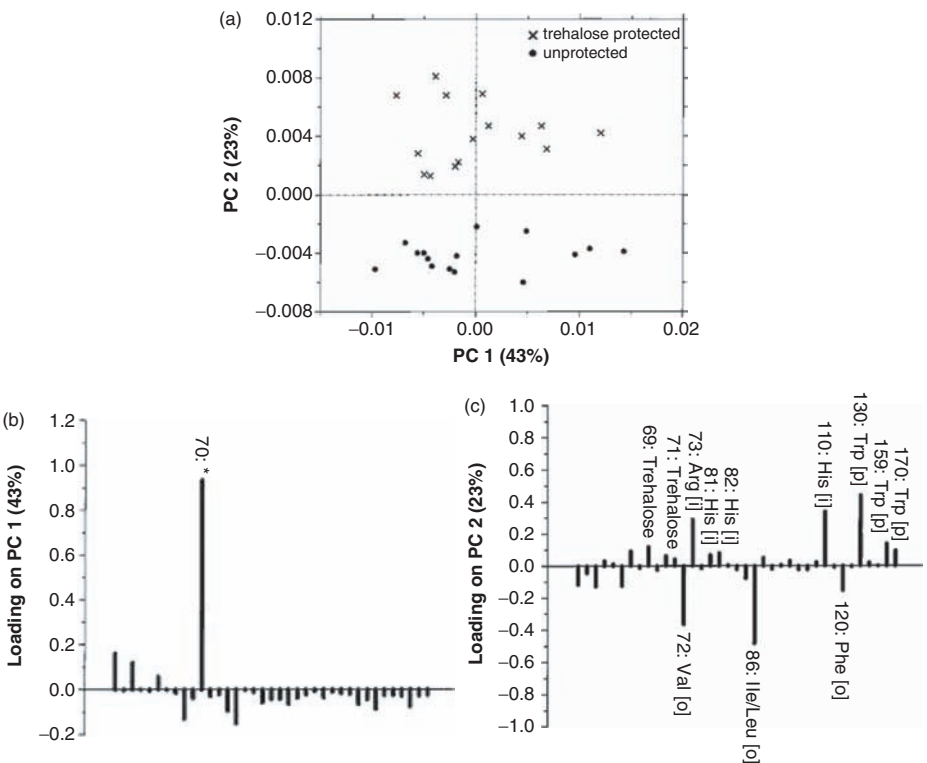 (a)
0.012
0.008
0.004
0.000
−0.004
−0.008
PC 2 (23%)
× trehalose protected
• unprotected
−0.01 0.00 0.01 0.02
PC 1 (43%)
(b)
1.2
1.0
0.8
0.6
0.4
0.2
0.0
−0.2
Loading on PC 1 (43%)
70: *
(c)
1.0
0.8
0.6
0.4
0.2
0.0
−0.2
−0.4
−0.6
−0.8
−1.0
Loading on PC 2 (23%)
69: Trehalose
71: Trehalose
72: Val [o]
73: Arg [i]
81: His [i]
82: His [i]
86: Ile/Leu [o]
110: His [i]
120: Phe [o]
130: Trp [p]
159: Trp [p]
170: Trp [p]